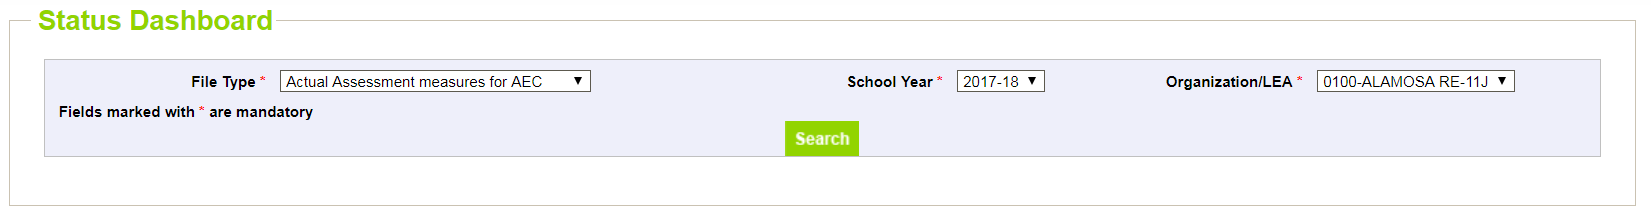 Status Dashboard
File Type * Actual Assessment measures for AEC School Year * 2017-18 Organization/LEA * 0100-ALAMOSA RE-11J
Fields marked with * are mandatory
Search